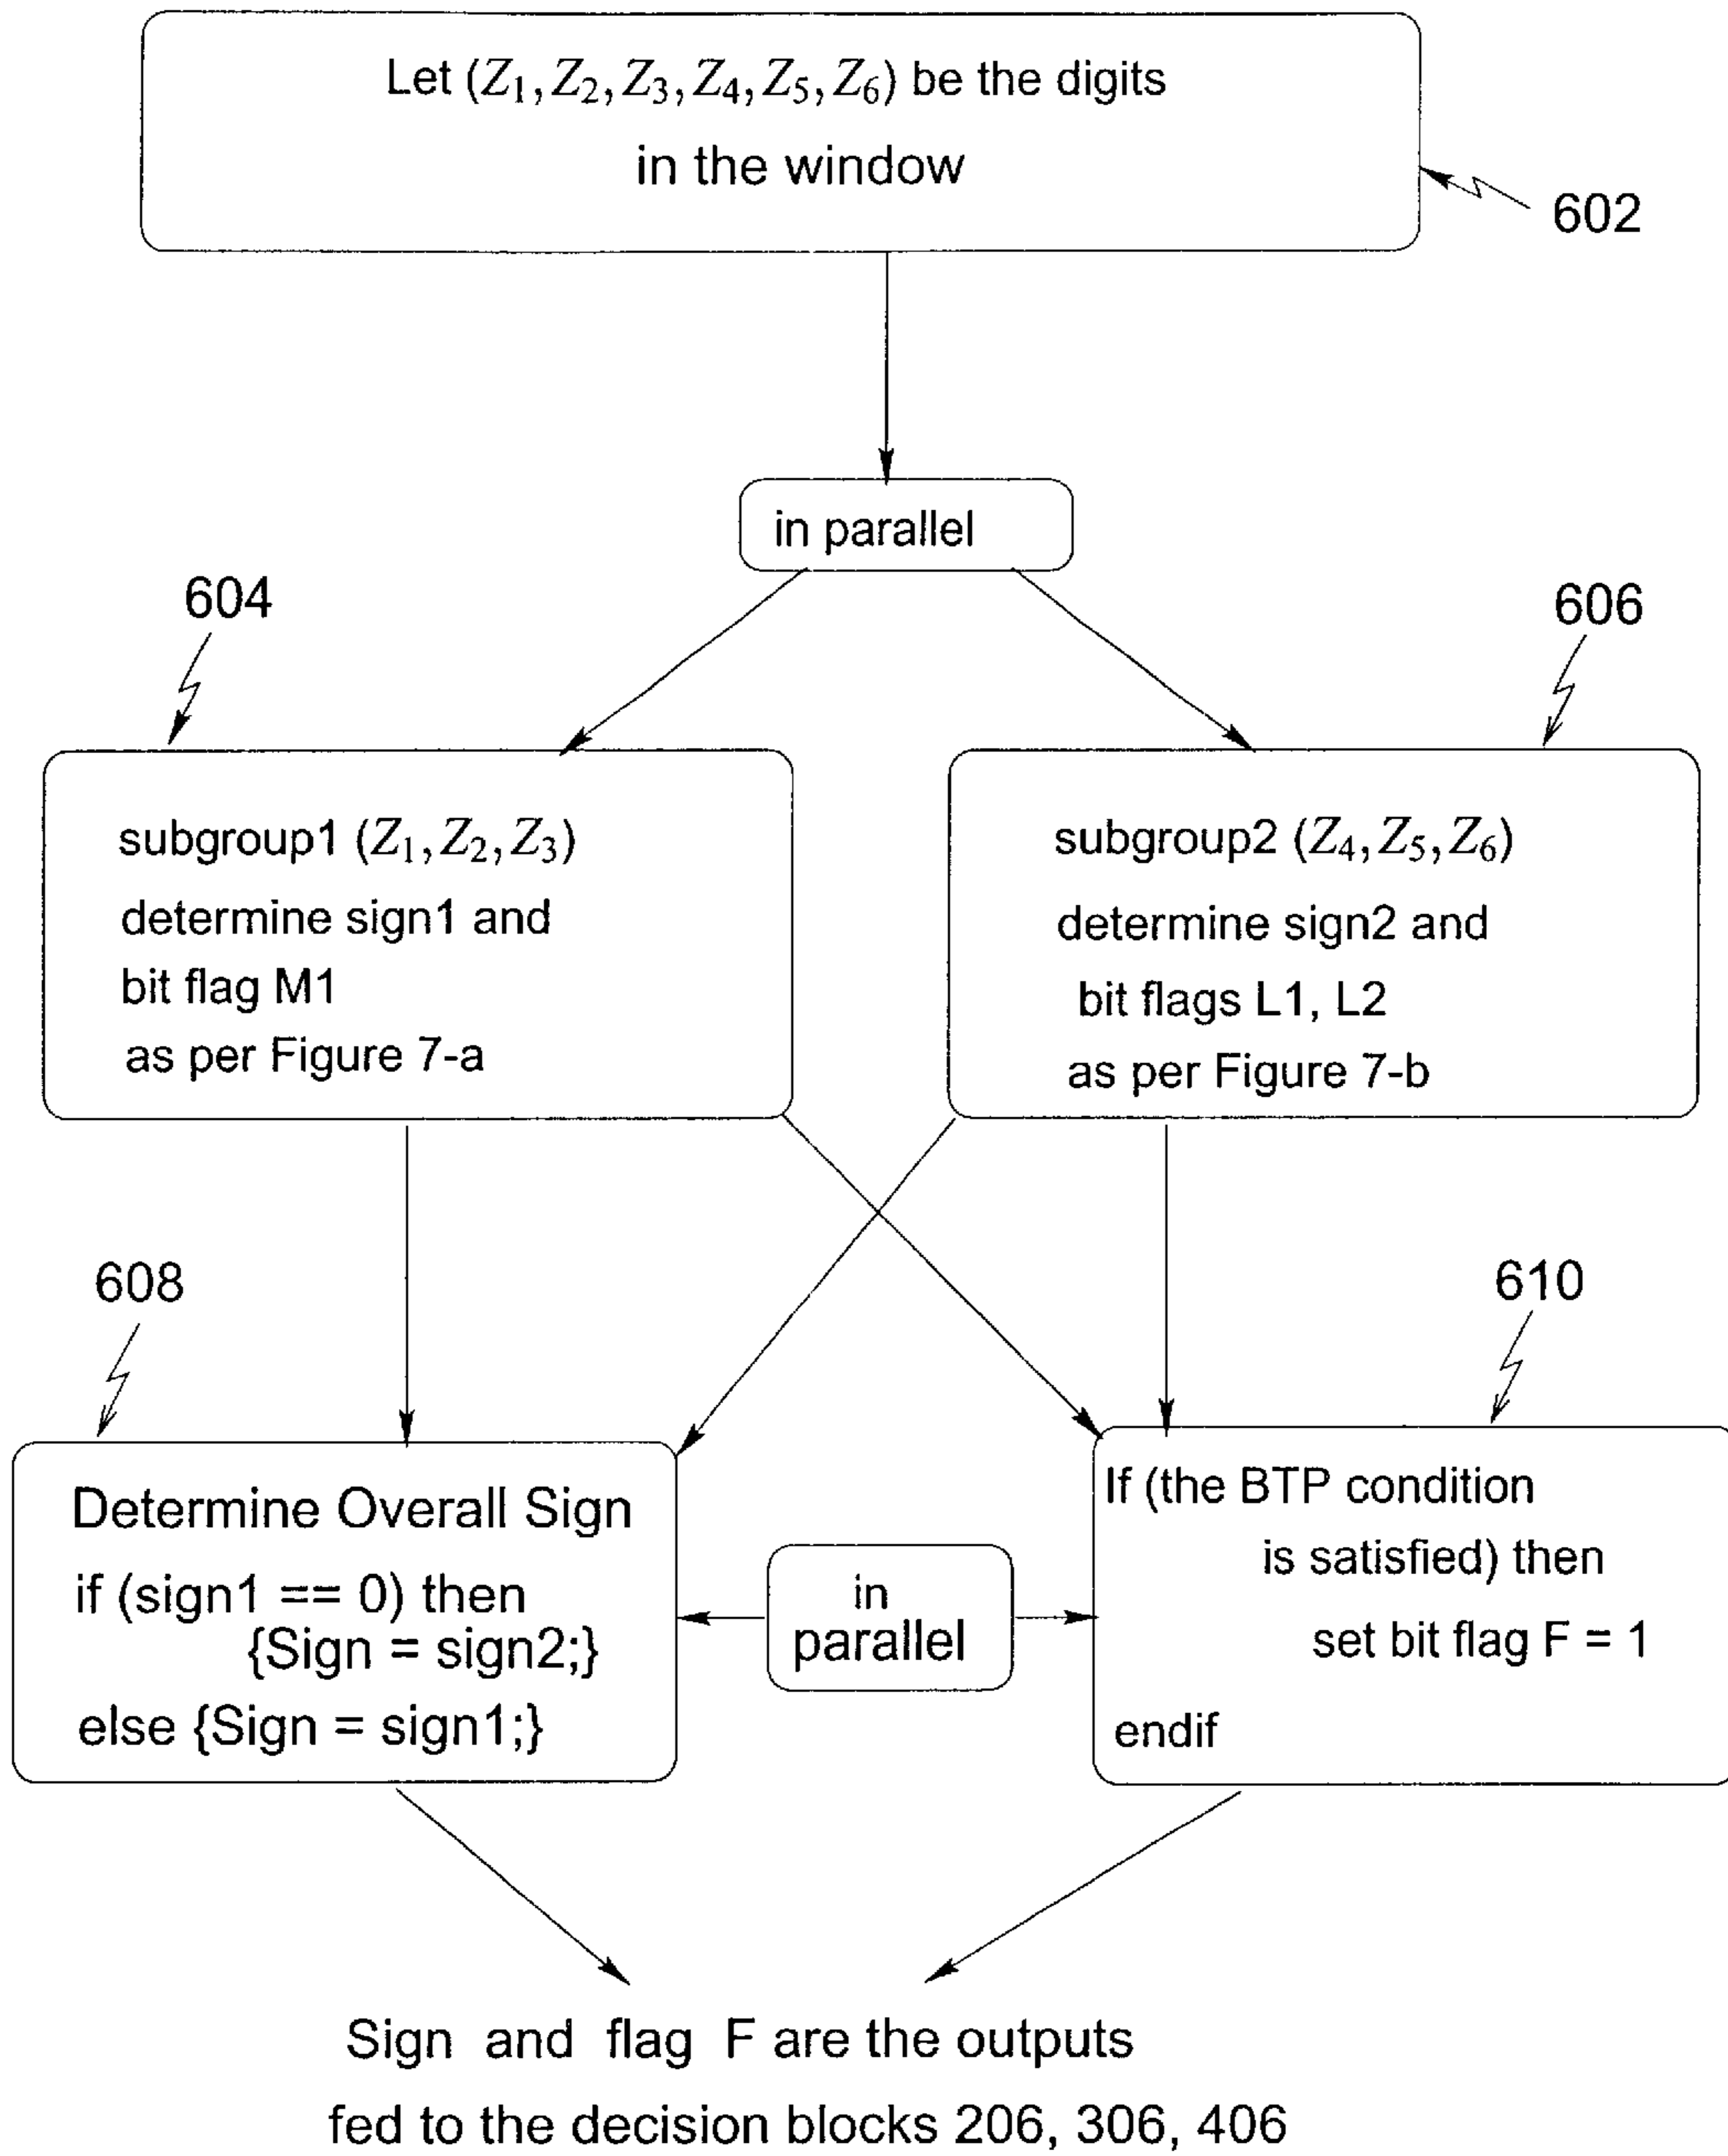 Let (Z1, Z2, Z3, Z4, Z5, Z6) be the digits
in the window
602
in parallel
604
606
subgroup1 (Z1, Z2, Z3)
determine sign1 and
bit flag M1
as per Figure 7-a
subgroup2 (Z4, Z5, Z6)
determine sign2 and
bit flags L1, L2
as per Figure 7-b
608
610
Determine Overall Sign
if (sign1 == 0) then
{Sign = sign2;}
else {Sign = sign1;}
in
parallel
If (the BTP condition
is satisfied) then
set bit flag F = 1
endif
Sign and flag F are the outputs
fed to the decision blocks 206, 306, 406